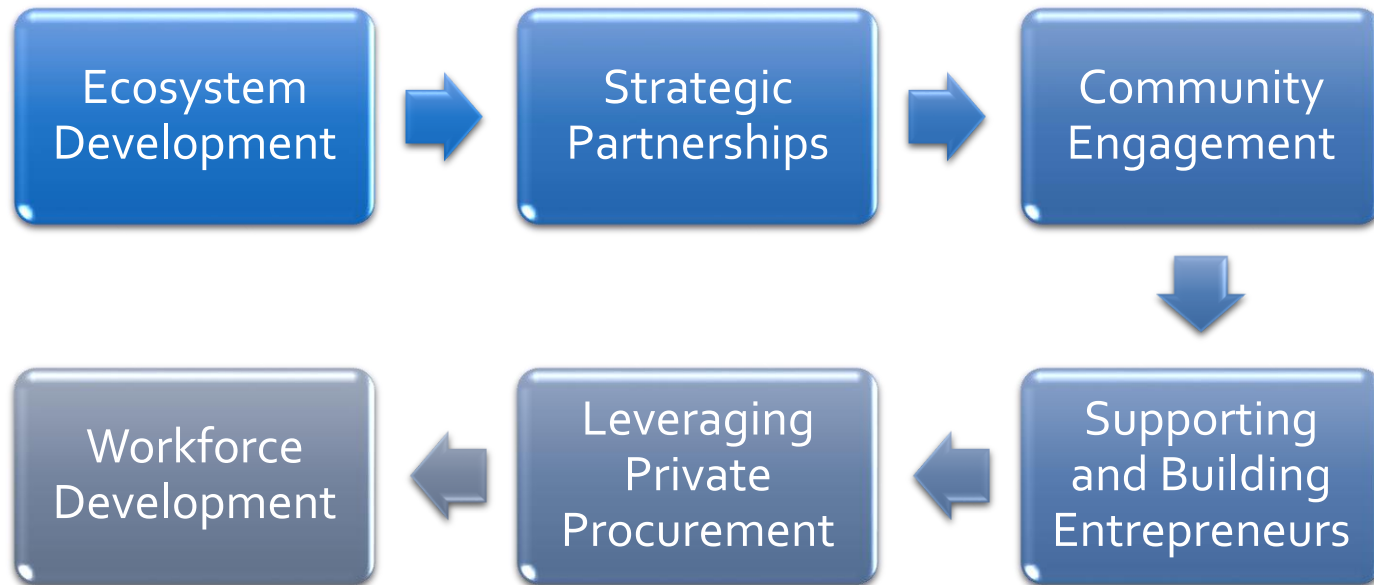 Ecosystem
Development
Strategic
Partnerships
Community
Engagement
Supporting
and Building
Entrepreneurs
Leveraging
Private
Procurement
Workforce
Development